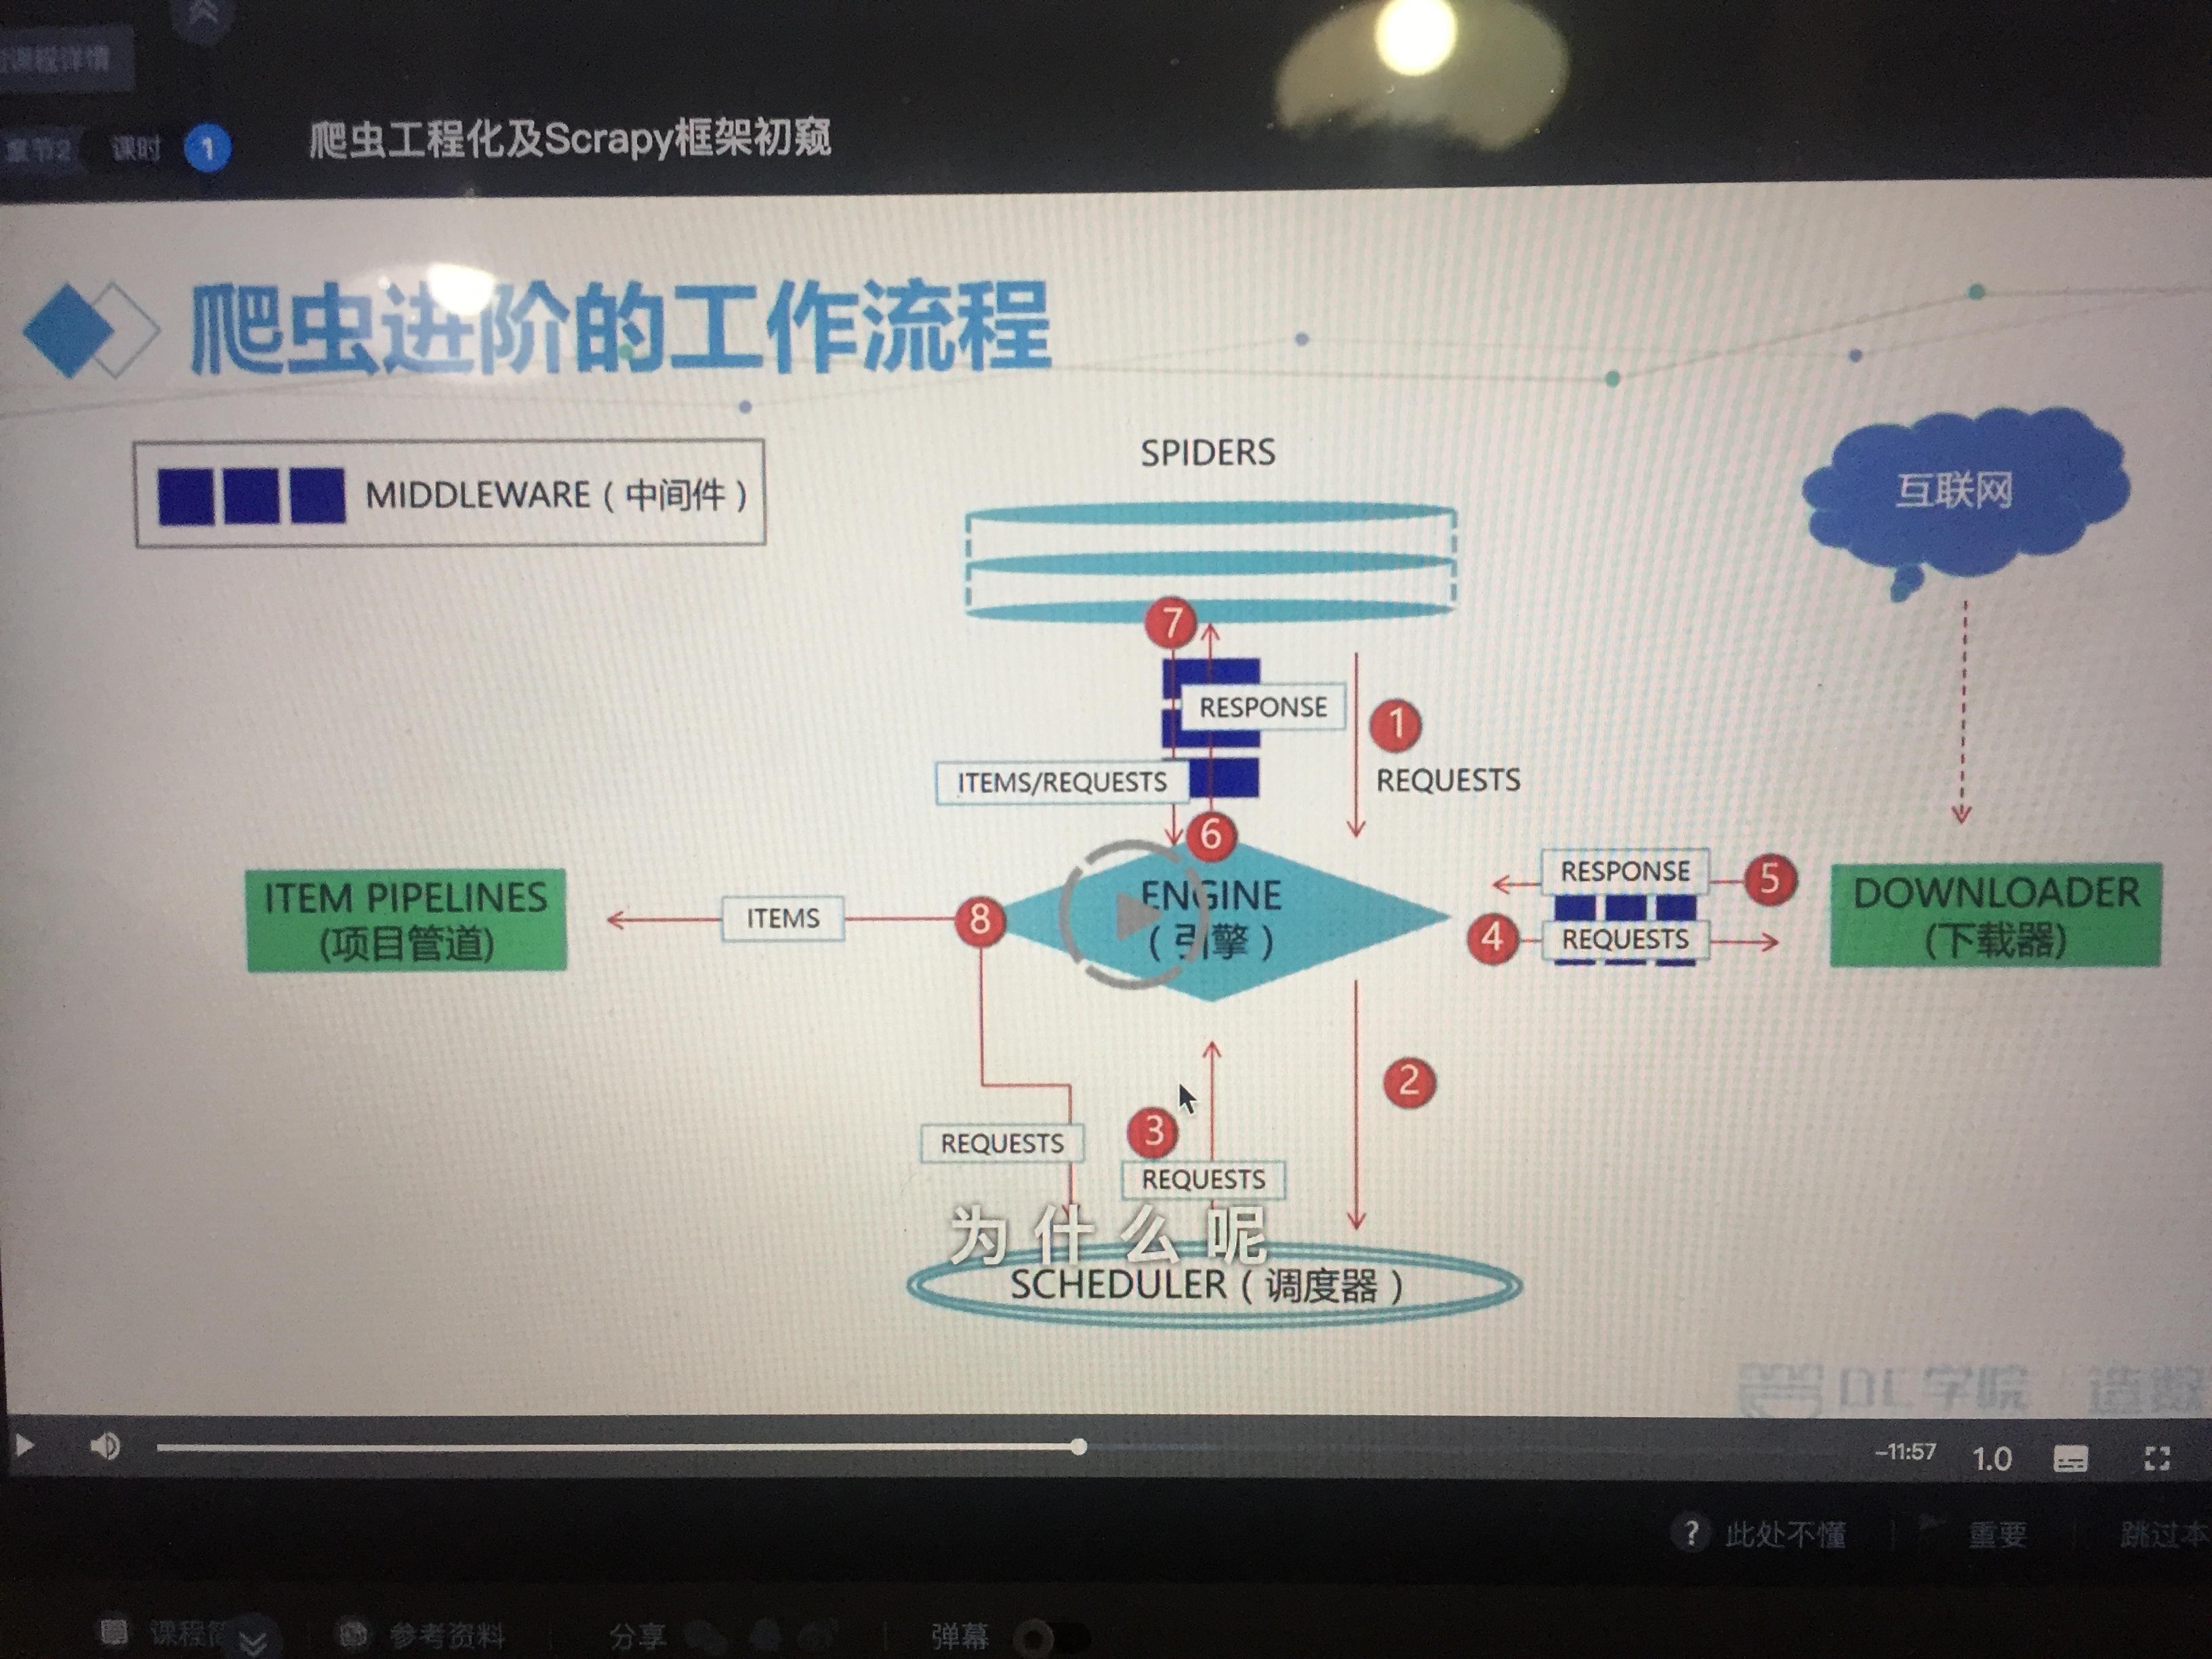 课程详情
章节2 课时 1 爬虫工程化及Scrapy框架初窥
爬虫进阶的工作流程
MIDDLEWARE（中间件）
SPIDERS
互联网
7
RESPONSE
1
ITEMS/REQUESTS
REQUESTS
6
ITEM PIPELINES
(项目管道)
ITEMS
8
ENGINE
（引擎）
RESPONSE
5
4
REQUESTS
DOWNLOADER
(下载器)
2
3
REQUESTS
REQUESTS
为什么呢
SCHEDULER（调度器）
DC学院
-11:57 1.0
? 此处不懂 重要 跳过本
课程简 参考资料 分享 弹幕